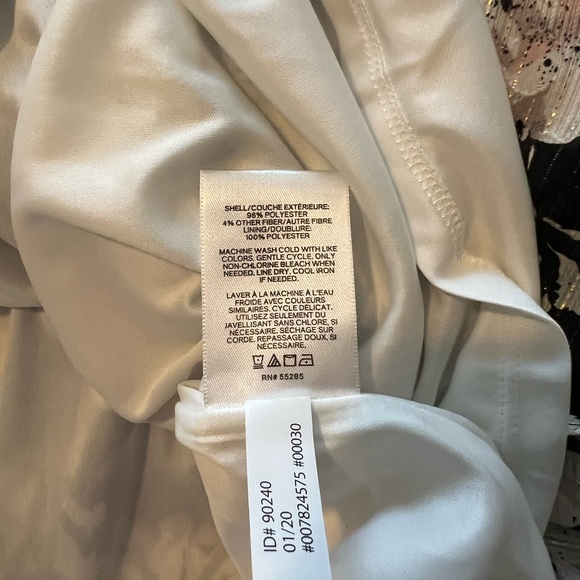 SHELL/COUCHE EXTÉRIEURE:
96% POLYESTER
4% OTHER FIBER/AUTRE FIBRE
LINING/DOUBLURE:
100% POLYESTER
MACHINE WASH COLD WITH LIKE
COLORS. GENTLE CYCLE. ONLY
NON-CHLORINE BLEACH WHEN
NEEDED. LINE DRY. COOL IRON
IF NEEDED.
LAVER À LA MACHINE À L'EAU
FROIDE AVEC COULEURS
SIMILAIRES. CYCLE DÉLICAT.
UTILISEZ SEULEMENT DU
JAVELLISANT SANS CHLORE, SI
NÉCESSAIRE. SÉCHAGE SUR
CORDE. REPASSAGE DOUX, SI
NÉCESSAIRE.
RN# 55285
ID# 90240
01/20
#007824575 #00030